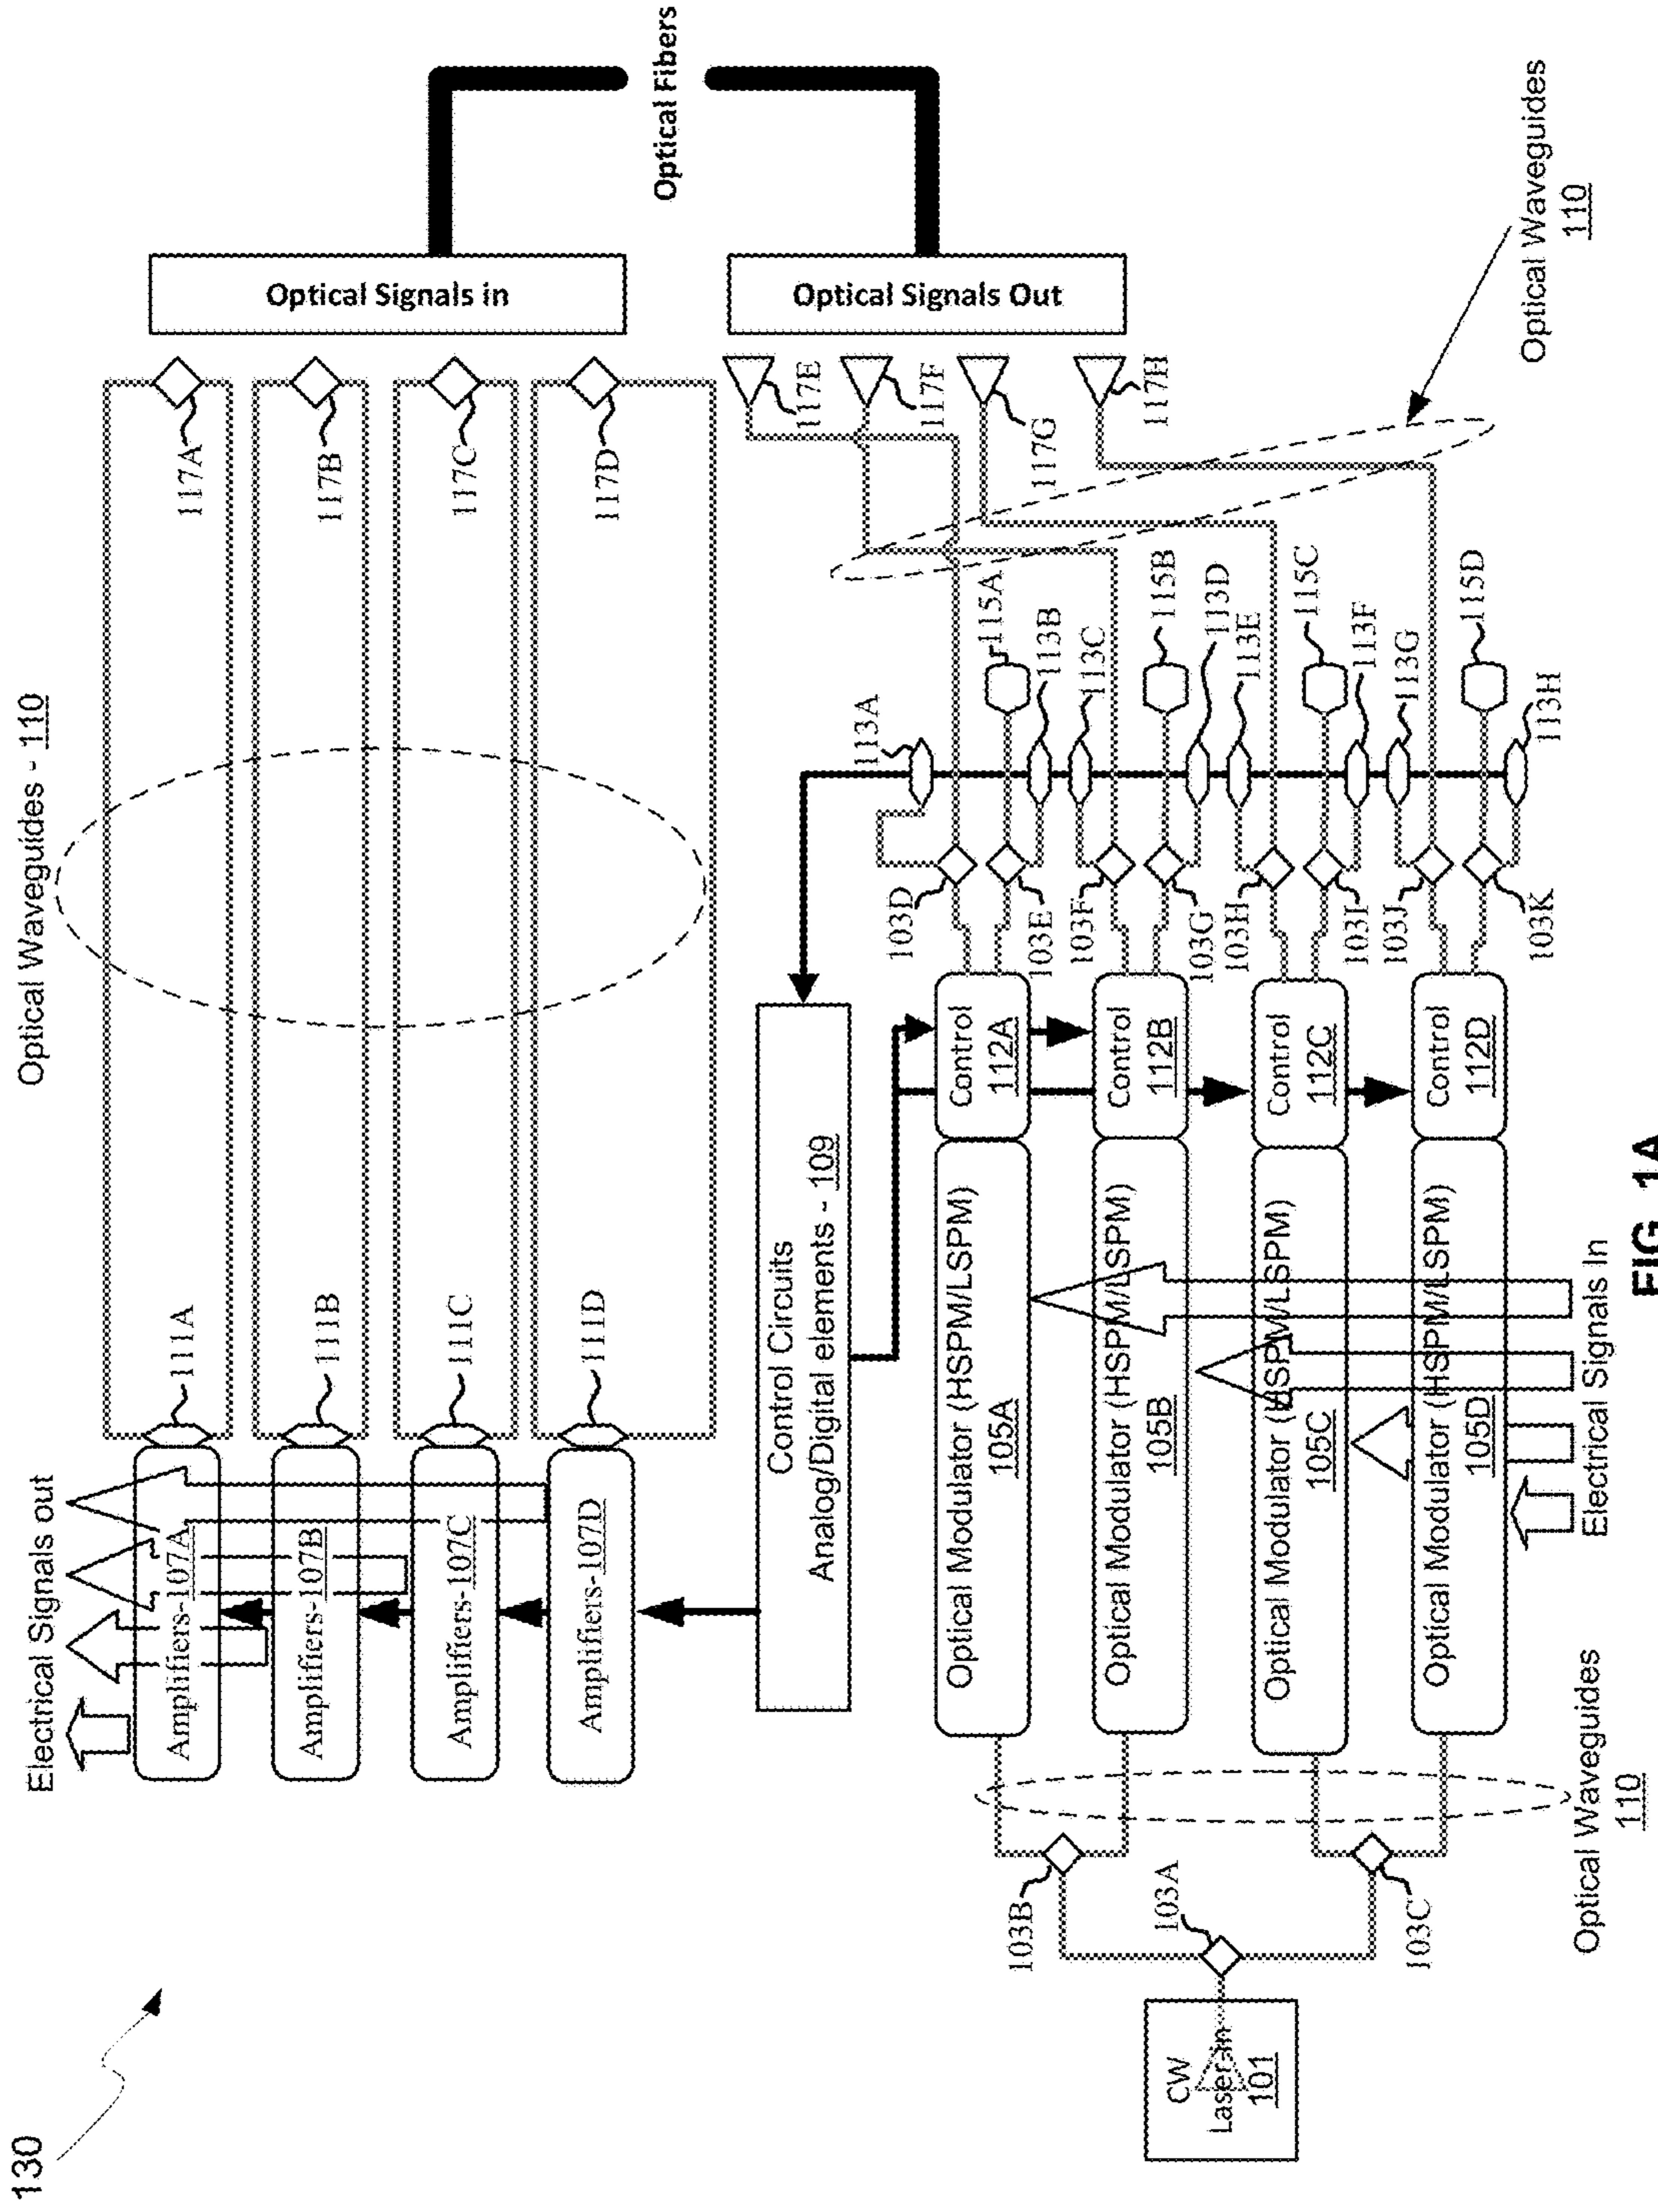 130
Electrical Signals out
Optical Waveguides - 110
Amplifiers-107A
Amplifiers-107B
Amplifiers-107C
Amplifiers-107D
111A
111B
111C
111D
117A
117B
117C
117D
Optical Signals in
Optical Fibers
Optical Signals Out
117E
117F
117G
117H
Optical Waveguides
110
Control Circuits
Analog/Digital elements - 109
113A
115A
113B
113C
115B
113D
113E
115C
113F
113G
115D
113H
103D
103E
103F
103G
103H
103I
103J
103K
Control
112A
Control
112B
Control
112C
Control
112D
Optical Modulator (HSPM/LSPM)
105A
Optical Modulator (HSPM/LSPM)
105B
Optical Modulator (HSPM/LSPM)
105C
Optical Modulator (HSPM/LSPM)
105D
CW
Laser in
101
103A
103B
103C
Optical Waveguides
110
Electrical Signals In
FIG. 1A